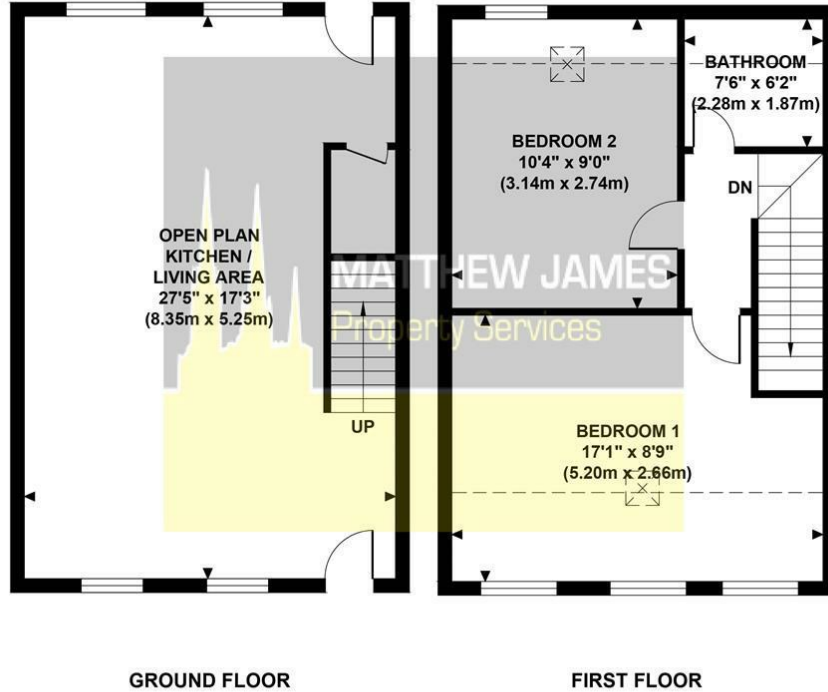 OPEN PLAN
KITCHEN /
LIVING AREA
27'5" x 17'3"
(8.35m x 5.25m)
UP
BATHROOM
7'6" x 6'2"
(2.28m x 1.87m)
BEDROOM 2
10'4" x 9'0"
(3.14m x 2.74m)
DN
MATTHEW JAMES
Property Services
BEDROOM 1
17'1" x 8'9"
(5.20m x 2.66m)
GROUND FLOOR
FIRST FLOOR